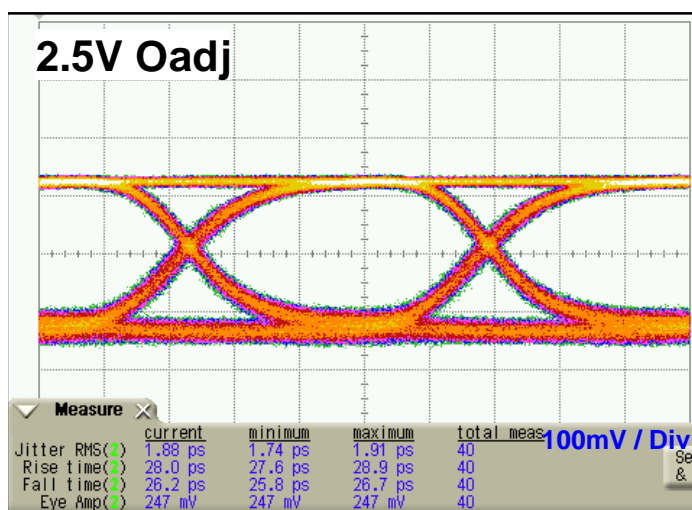 2.5V Oadj
Measure
current minimum maximum total meas
Jitter RMS(2) 1.88 ps 1.74 ps 1.91 ps 40
100mV / Div
Rise time(2) 28.0 ps 27.6 ps 28.9 ps 40
Se
Fall time(2) 26.2 ps 25.8 ps 26.7 ps 40
&
Eye Amp(2) 247 mV 247 mV 247 mV 40